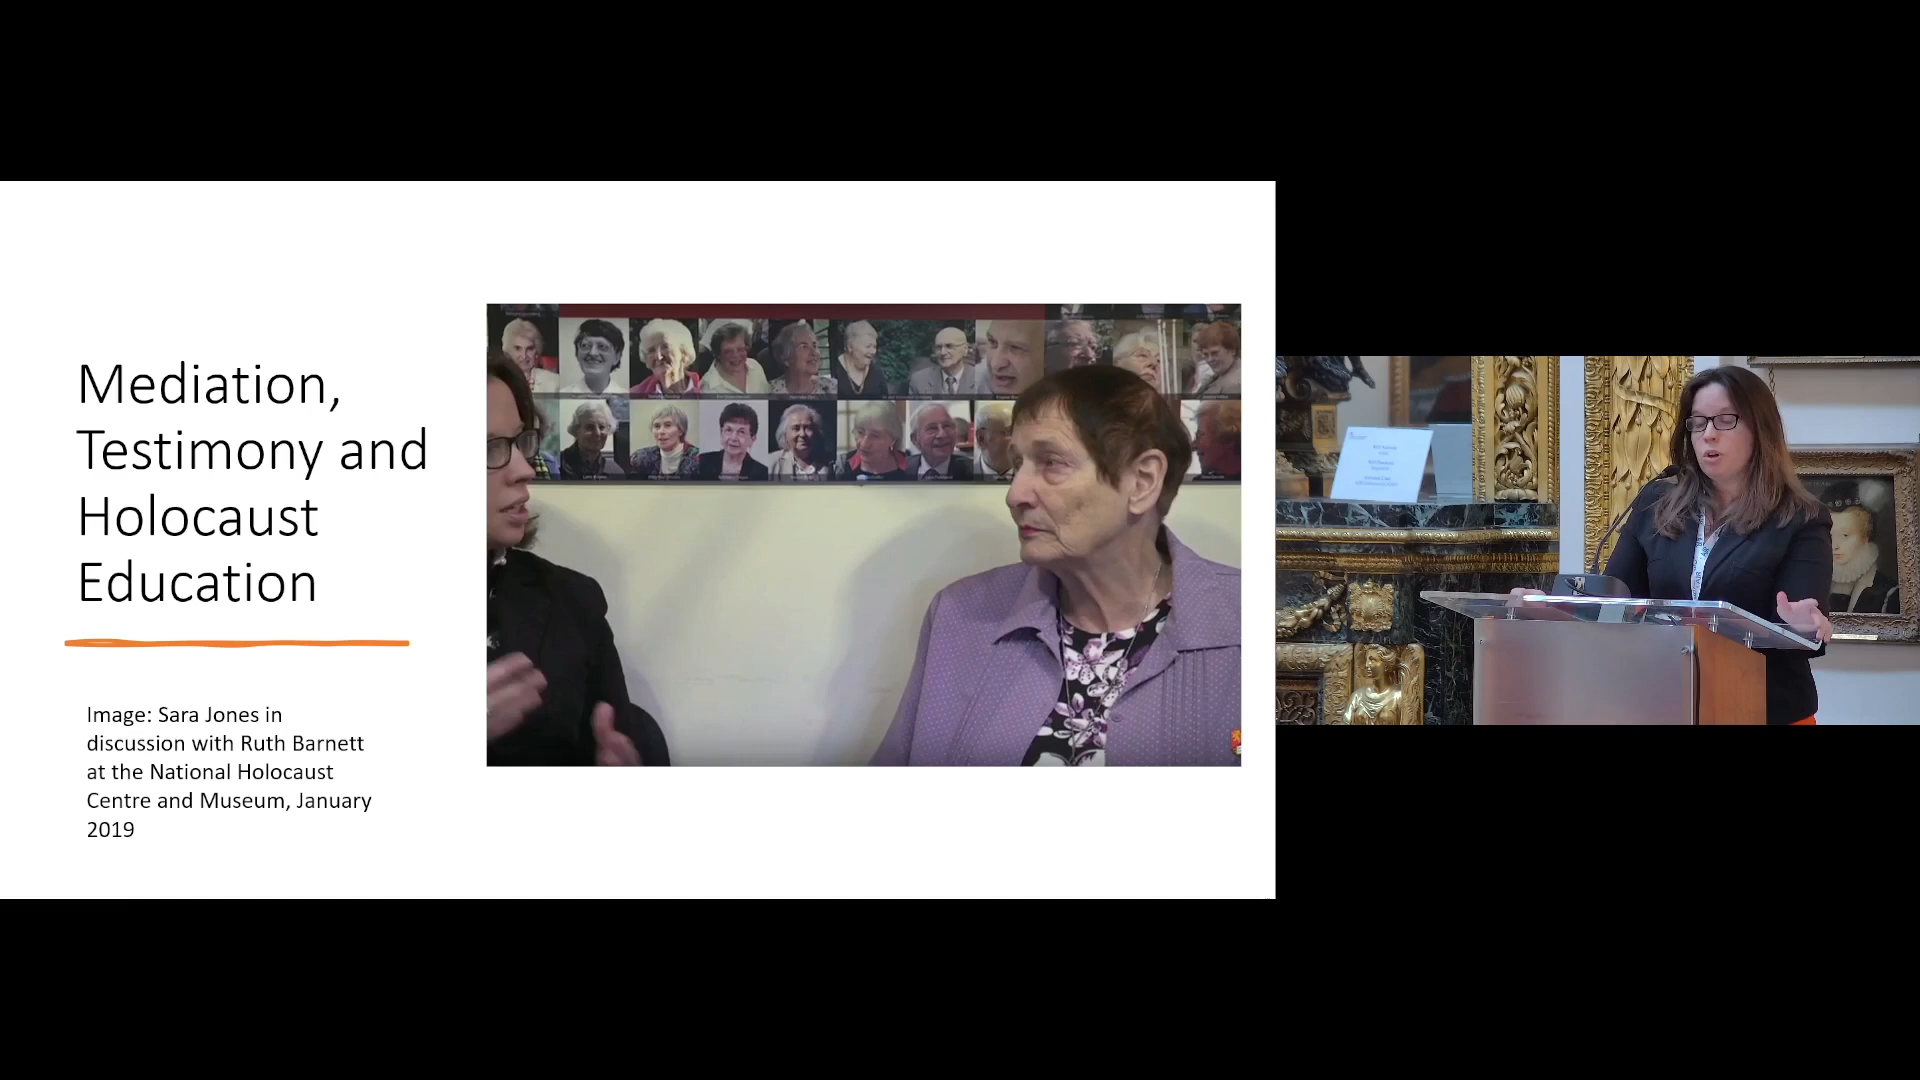 Mediation,
Testimony and
Holocaust
Education
Image: Sara Jones in
discussion with Ruth Barnett
at the National Holocaust
Centre and Museum, January
2019